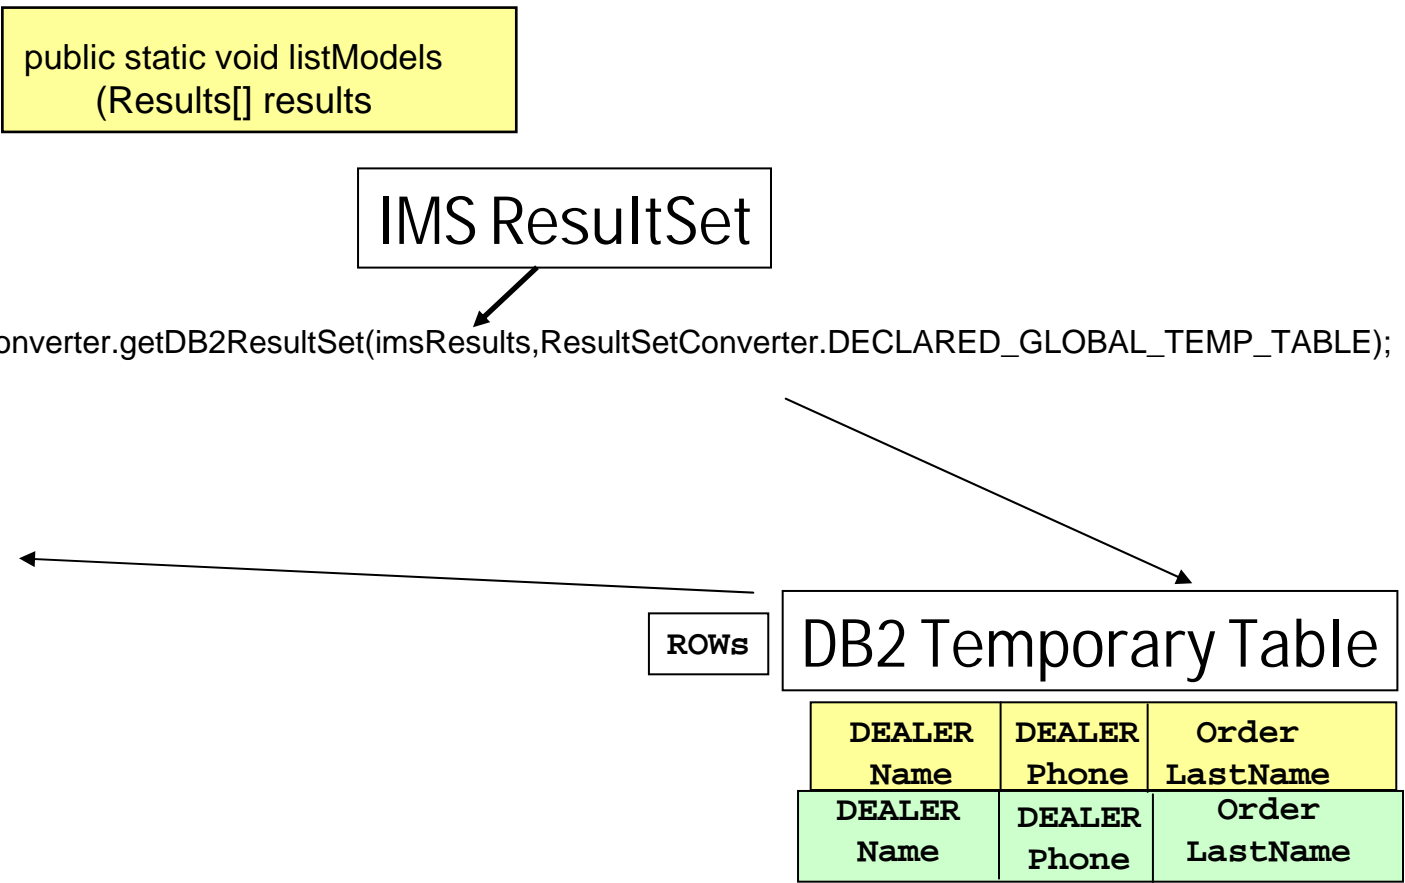 public static void listModels
(Results[] results
IMS ResultSet
onverter.getDB2ResultSet(imsResults,ResultSetConverter.DECLARED_GLOBAL_TEMP_TABLE);
ROWs
DB2 Temporary Table
DEALER DEALER Order
Name Phone LastName
DEALER DEALER Order
Name Phone LastName